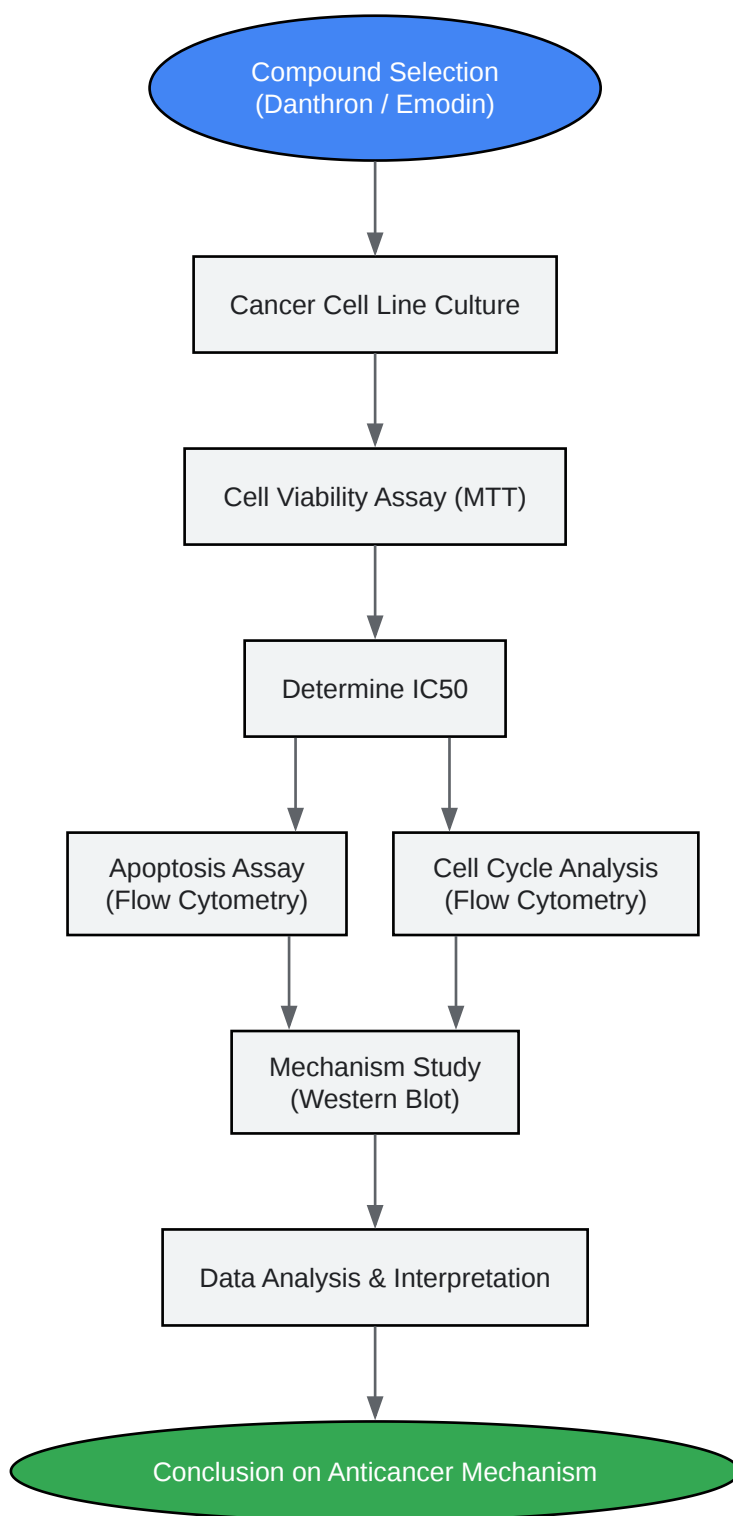 Compound Selection
(Danthron / Emodin)
Cancer Cell Line Culture
Cell Viability Assay (MTT)
Determine IC50
Apoptosis Assay
(Flow Cytometry)
Cell Cycle Analysis
(Flow Cytometry)
Mechanism Study
(Western Blot)
Data Analysis & Interpretation
Conclusion on Anticancer Mechanism